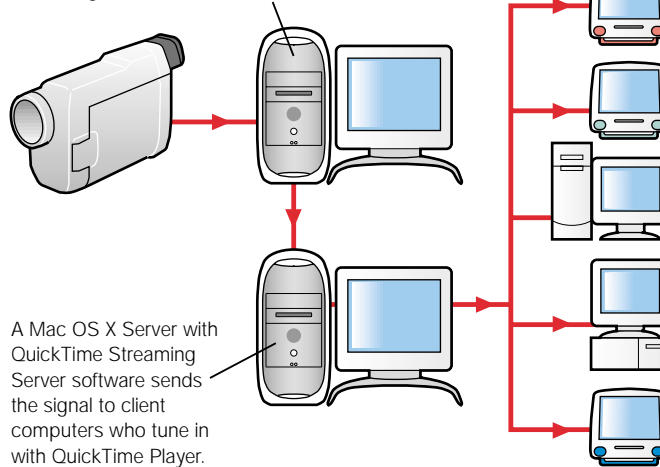 A Mac OS X Server with
QuickTime Streaming
Server software sends
the signal to client
computers who tune in
with QuickTime Player.